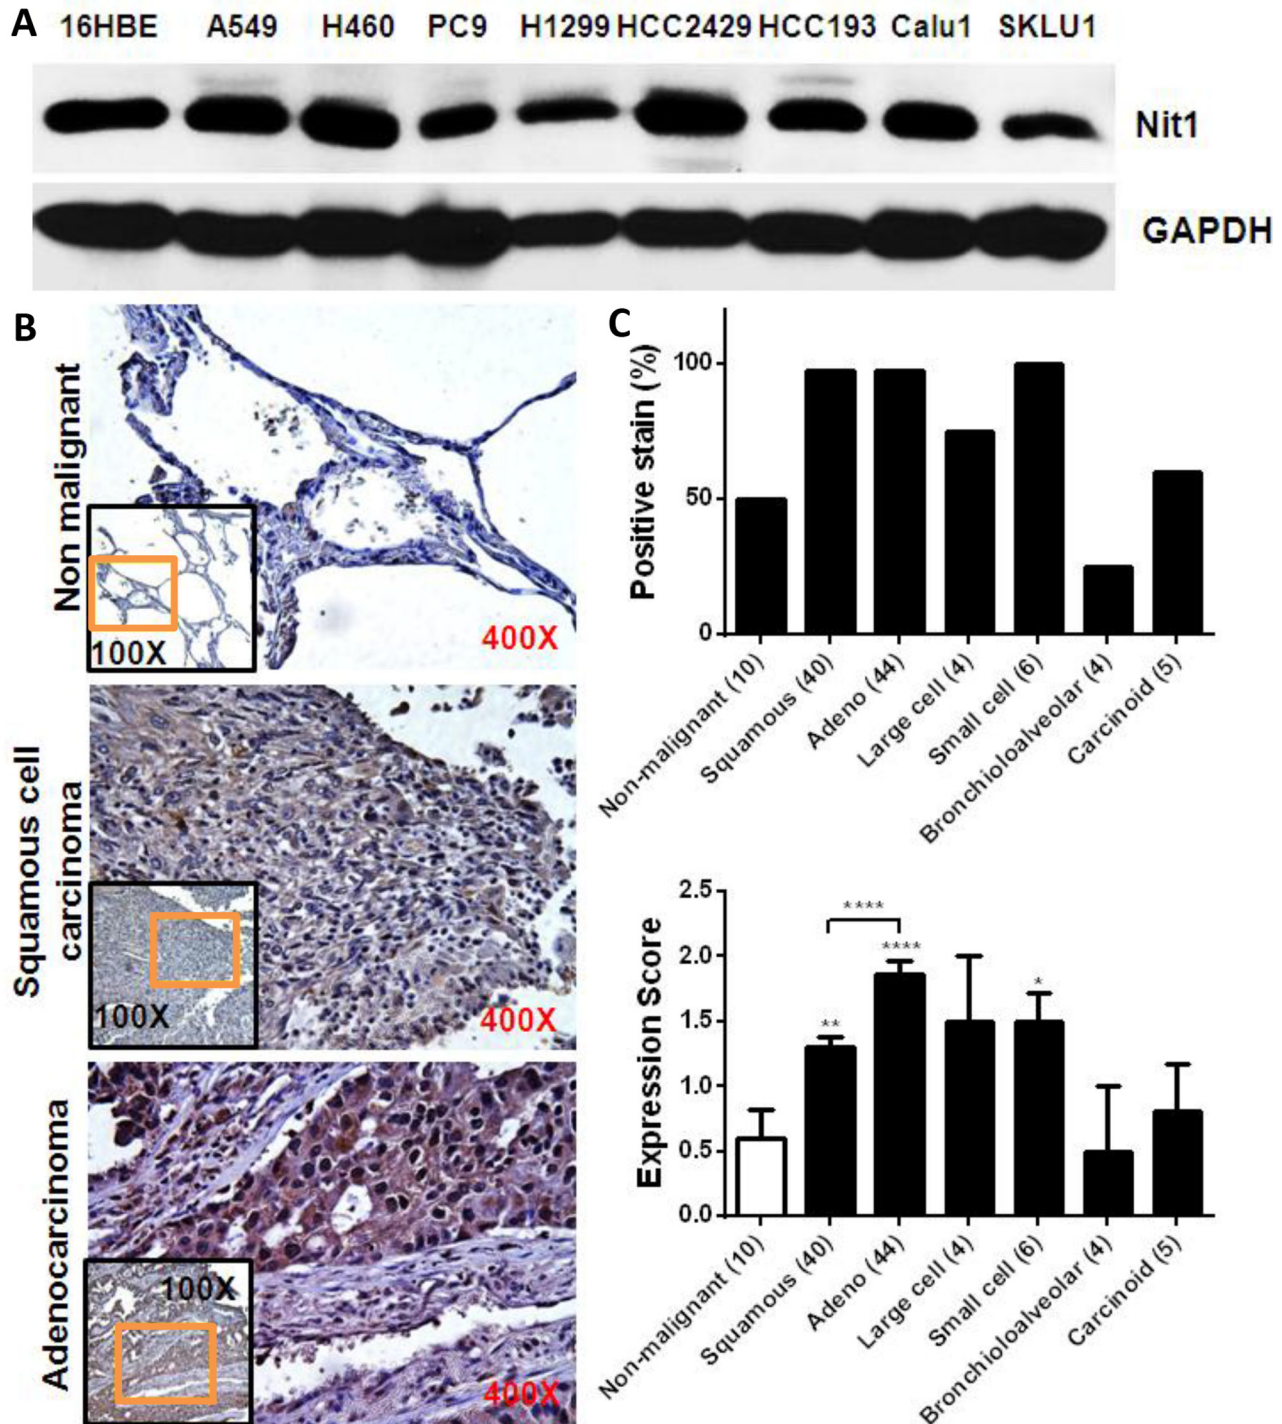 A
16HBE A549 H460 PC9 H1299 HCC2429 HCC193 Calu1 SKLU1
Nit1
GAPDH
B
Non malignant
100X
400X
Squamous cell
carcinoma
100X
400X
Adenocarcinoma
100X
400X
C
Positive stain (%)
100
50
0
Non-malignant (10)
Squamous (40)
Adeno (44)
Large cell (4)
Small cell (6)
Bronchioalveolar (4)
Carcinoid (5)
Expression Score
2.5
2.0
1.5
1.0
0.5
0.0
****
****
**
*
Non-malignant (10)
Squamous (40)
Adeno (44)
Large cell (4)
Small cell (6)
Bronchioalveolar (4)
Carcinoid (5)